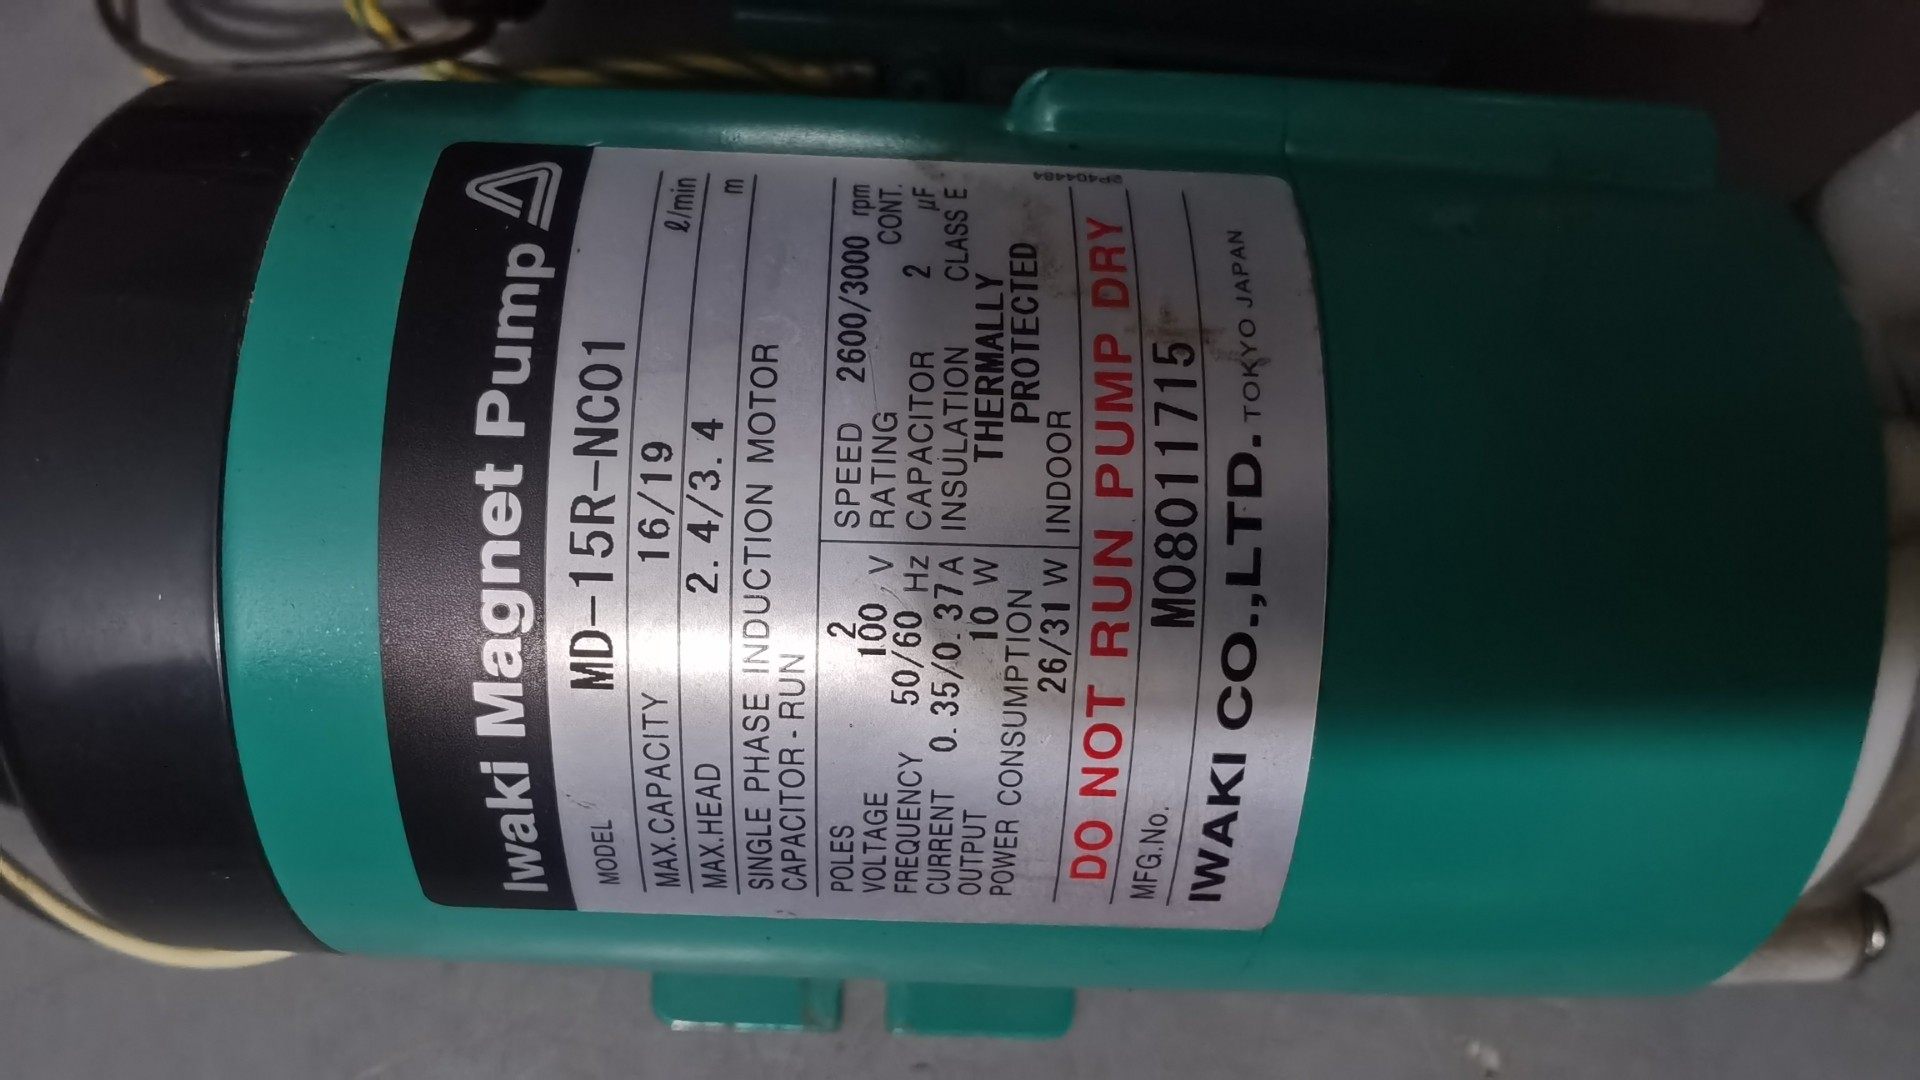 Iwaki Magnet Pump
MODEL MD-15R-NC01
MAX.CAPACITY 16/19 ℓ/min
MAX.HEAD 2.4/3.4 m
SINGLE PHASE INDUCTION MOTOR
CAPACITOR-RUN
POLES 2 SPEED 2600/3000 rpm
VOLTAGE 100 V RATING CONT.
FREQUENCY 50/60 Hz CAPACITOR 2 μF
CURRENT 0.35/0.37A INSULATION CLASS E
OUTPUT 10 W THERMALLY
POWER CONSUMPTION PROTECTED
26/31 W INDOOR
2P404484
DO NOT RUN PUMP DRY
MFG.No. M08011715
IWAKI CO.,LTD. TOKYO JAPAN